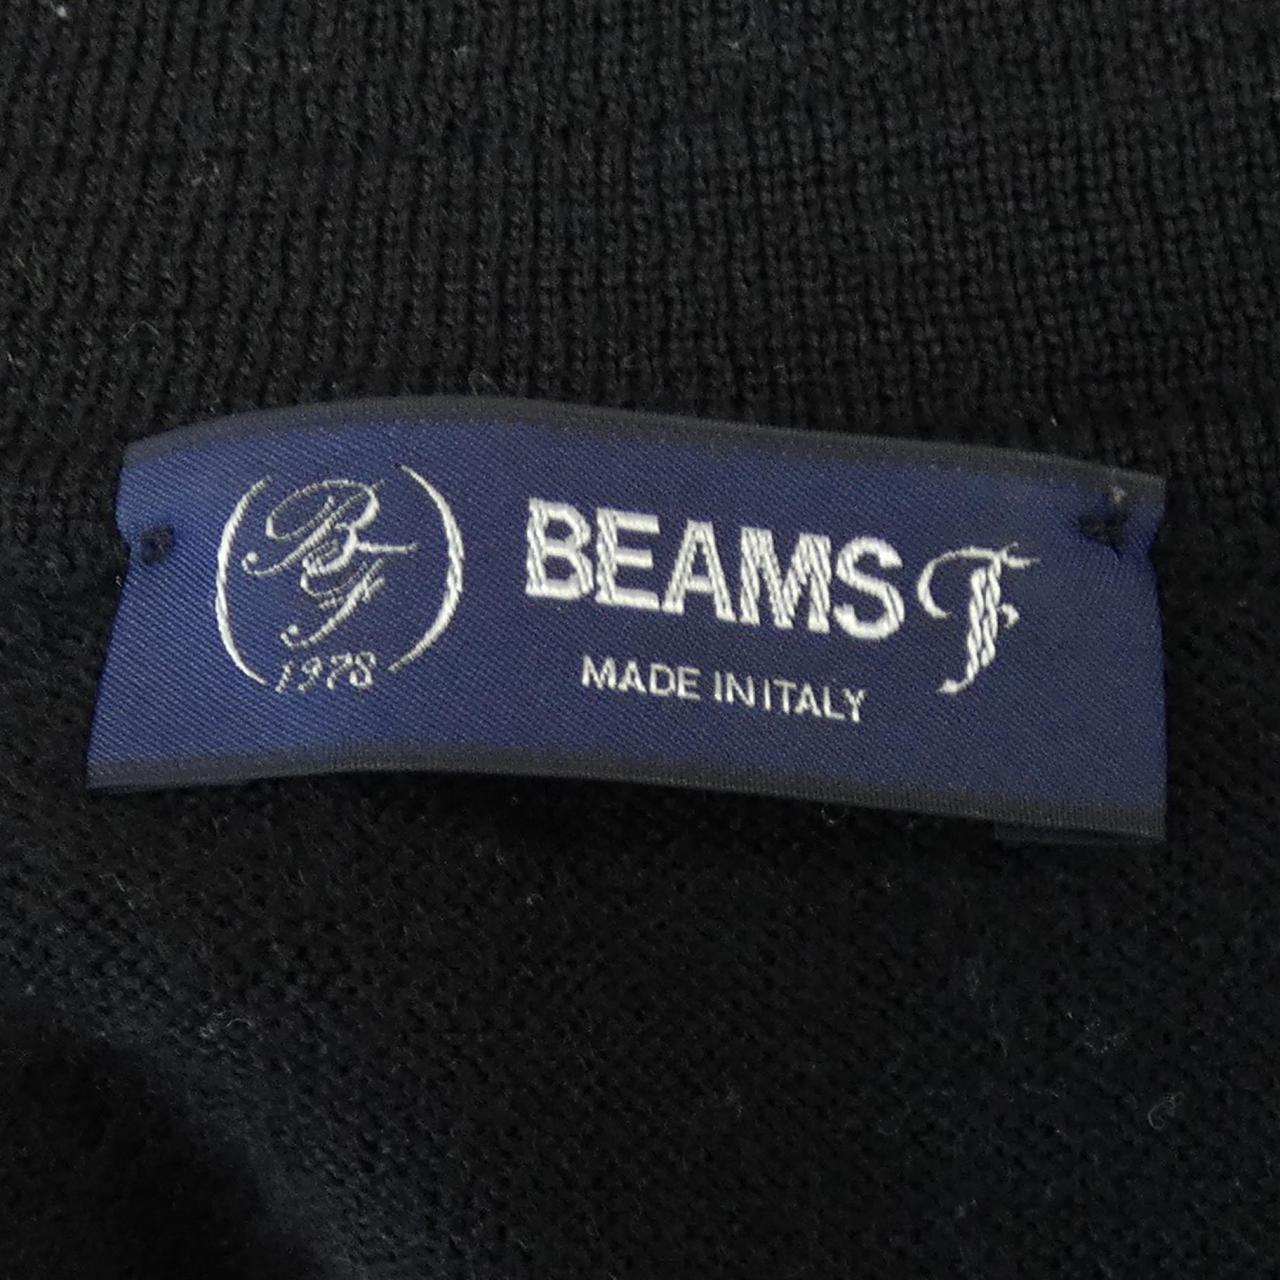 BF
1978
BEAMS F
MADE IN ITALY